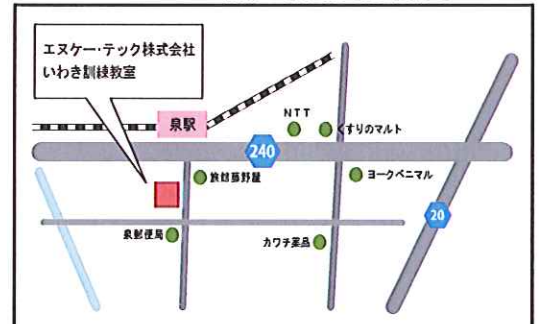 エヌケー・テック株式会社
いわき訓練教室
泉駅
NTT
くすりのマルト
240
旅館藤野屋
ヨークベニマル
20
泉郵便局
カワチ薬品